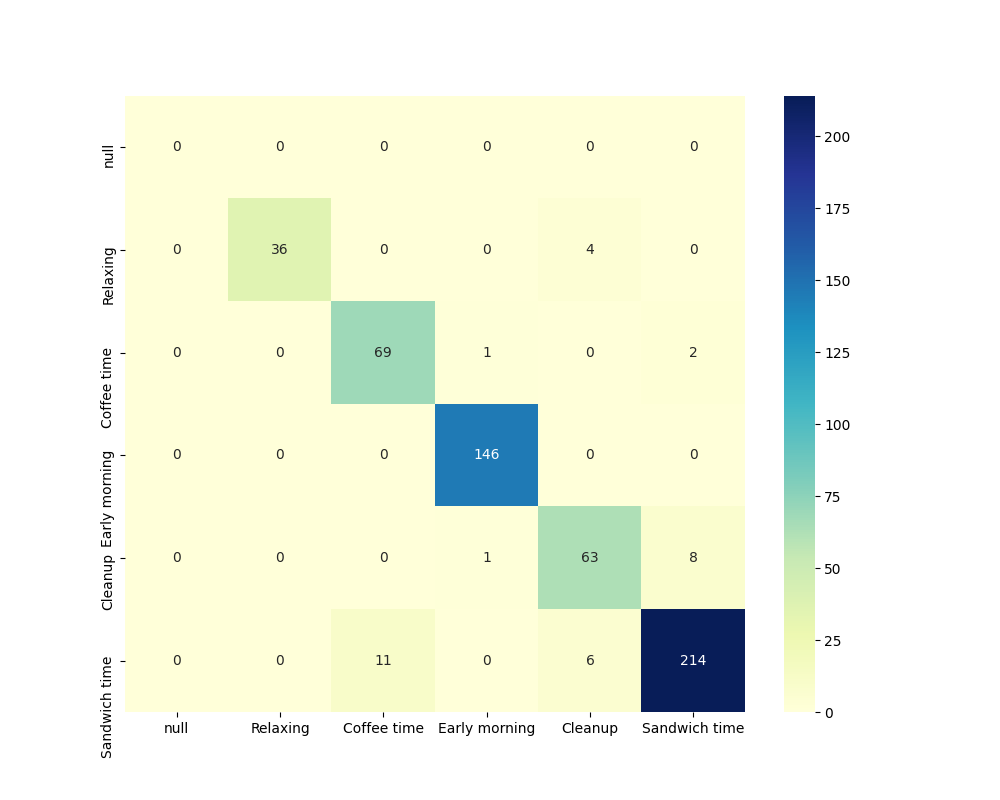 null 0 0 0 0 0 0
Relaxing 0 36 0 0 4 0
Coffee time 0 0 69 1 0 2
Early morning 0 0 0 146 0 0
Cleanup 0 0 0 1 63 8
Sandwich time 0 0 11 0 6 214
null Relaxing Coffee time Early morning Cleanup Sandwich time
200
175
150
125
100
75
50
25
0